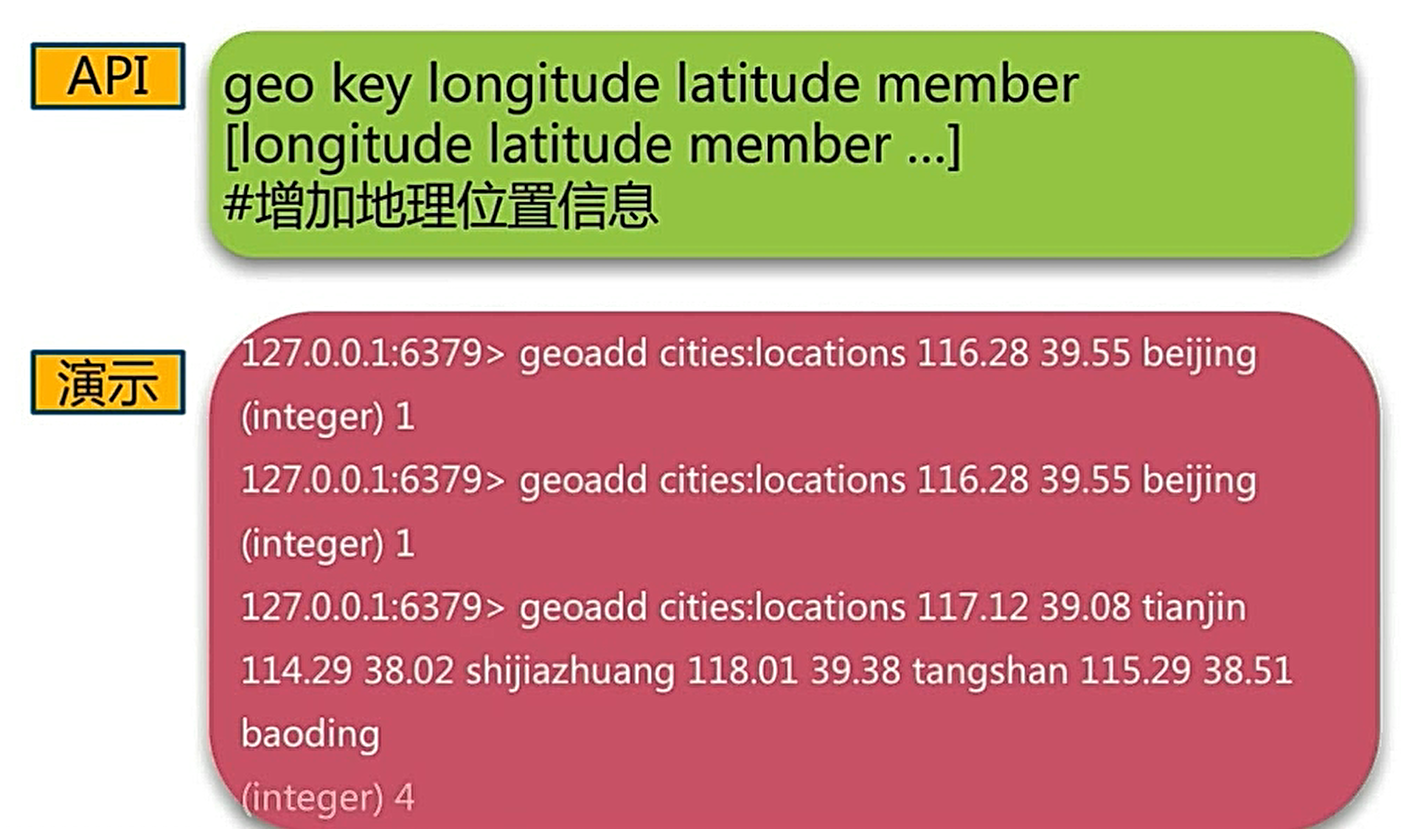 API
geo key longitude latitude member
[longitude latitude member ...]
#增加地理位置信息
演示
127.0.0.1:6379> geoadd cities:locations 116.28 39.55 beijing
(integer) 1
127.0.0.1:6379> geoadd cities:locations 116.28 39.55 beijing
(integer) 1
127.0.0.1:6379> geoadd cities:locations 117.12 39.08 tianjin
114.29 38.02 shijiazhuang 118.01 39.38 tangshan 115.29 38.51
baoding
(integer) 4